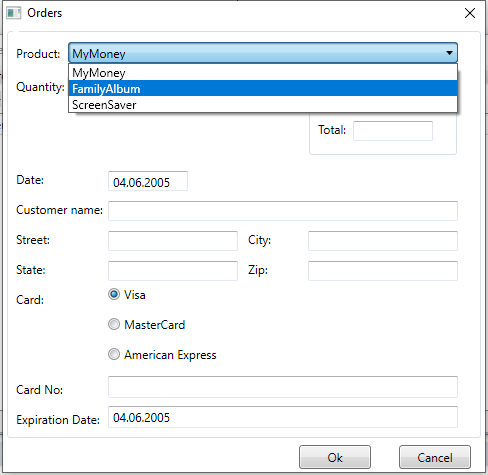 Orders
Product: MyMoney
MyMoney
Quantity: FamilyAlbum
ScreenSaver
Total:
Date: 04.06.2005
Customer name:
Street: City:
State: Zip:
Card: Visa
MasterCard
American Express
Card No:
Expiration Date: 04.06.2005
Ok Cancel